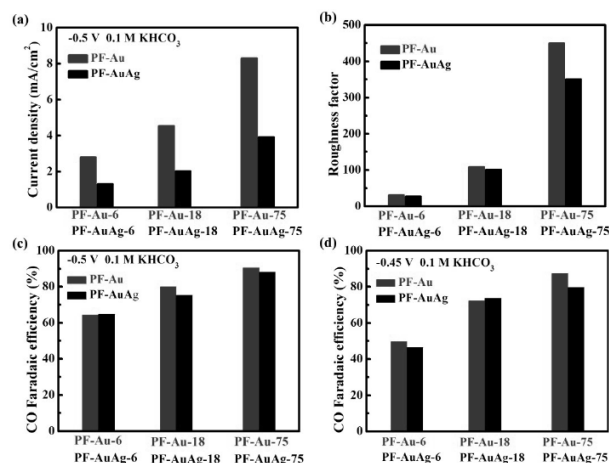 (a)
-0.5 V 0.1 M KHCO3
PF-Au
PF-AuAg
Current density (mA/cm²)
10
8
6
4
2
0
PF-Au-6 PF-Au-18 PF-Au-75
PF-AuAg-6 PF-AuAg-18 PF-AuAg-75
(b)
PF-Au
PF-AuAg
Roughness factor
500
400
300
200
100
0
PF-Au-6 PF-Au-18 PF-Au-75
PF-AuAg-6 PF-AuAg-18 PF-AuAg-75
(c)
-0.5 V 0.1 M KHCO3
PF-Au
PF-AuAg
CO Faradaic efficiency (%)
100
80
60
40
20
0
PF-Au-6 PF-Au-18 PF-Au-75
PF-AuAg-6 PF-AuAg-18 PF-AuAg-75
(d)
-0.45 V 0.1 M KHCO3
PF-Au
PF-AuAg
CO Faradaic efficiency (%)
100
80
60
40
20
0
PF-Au-6 PF-Au-18 PF-Au-75
PF-AuAg-6 PF-AuAg-18 PF-AuAg-75